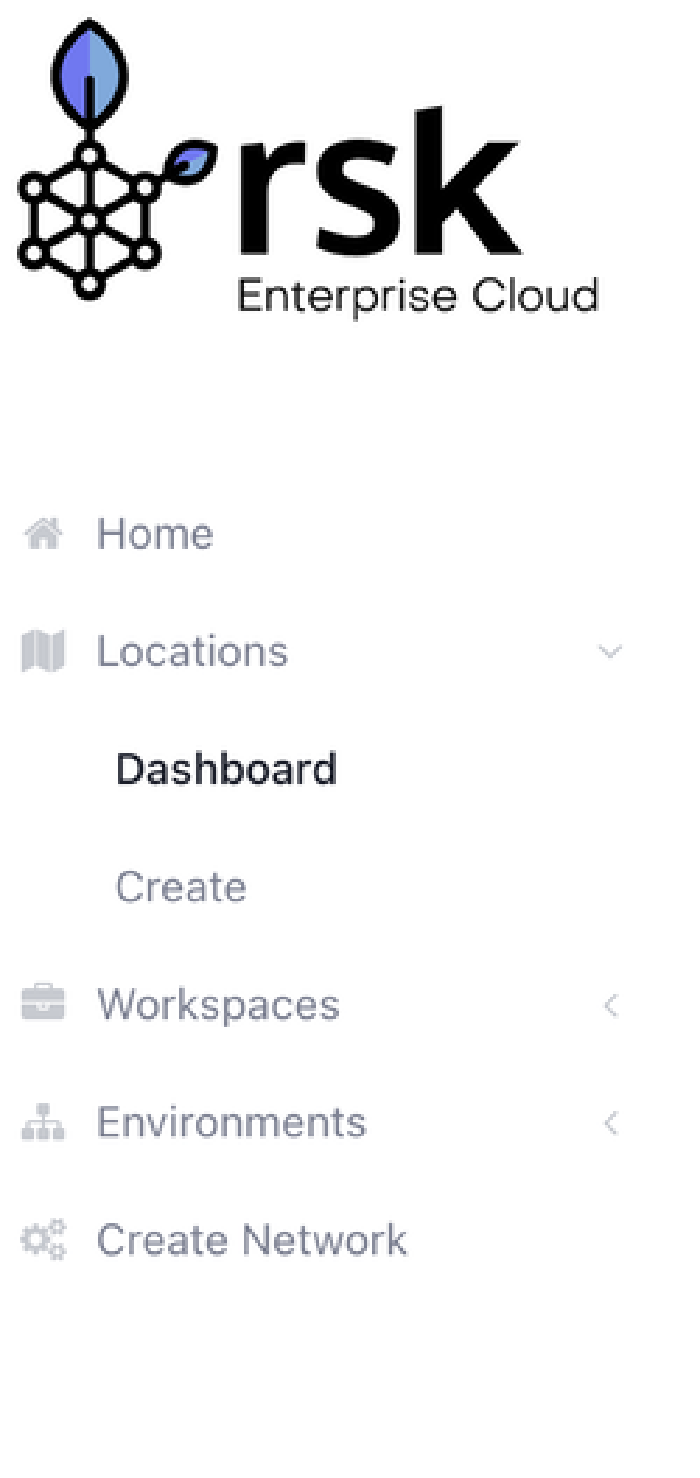 rsk
Enterprise Cloud
Home
Locations
Dashboard
Create
Workspaces
Environments
Create Network